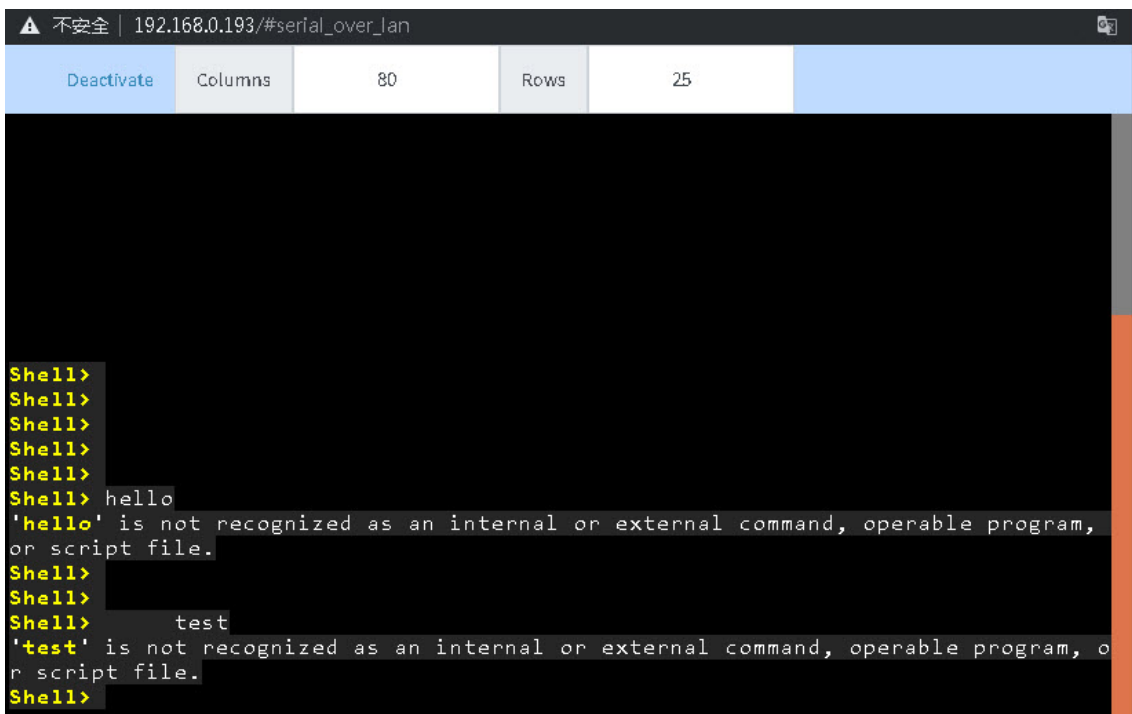 不安全 | 192.168.0.193/#serial_over_lan
Deactivate Columns 80 Rows 25
Shell>
Shell>
Shell>
Shell>
Shell>
Shell> hello
'hello' is not recognized as an internal or external command, operable program,
or script file.
Shell>
Shell>
Shell>      test
'test' is not recognized as an internal or external command, operable program, o
r script file.
Shell>